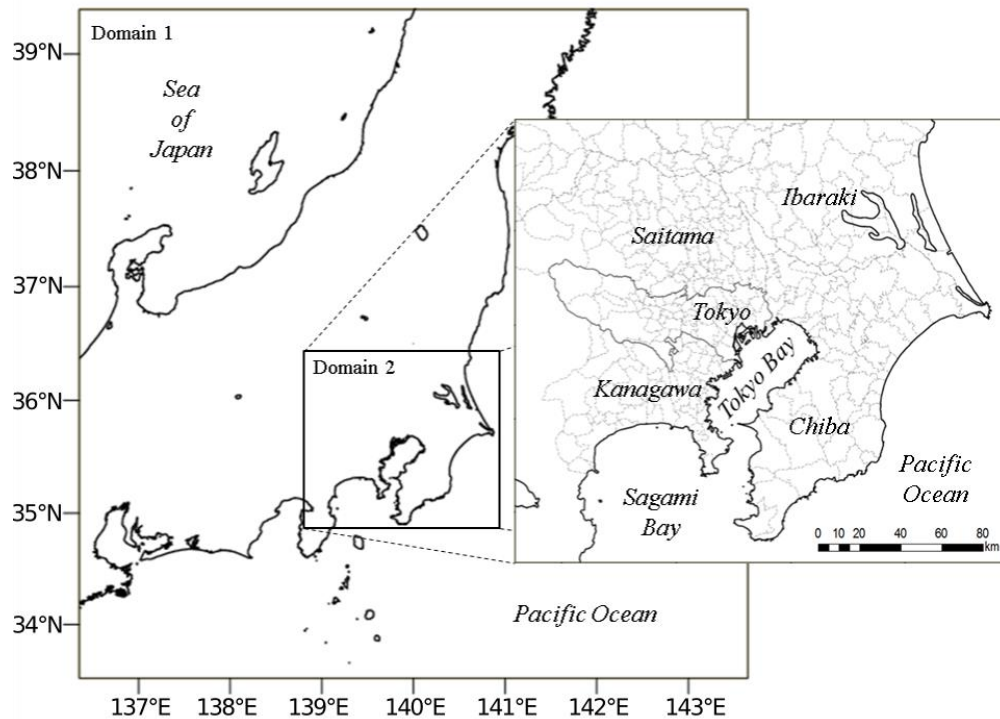 Domain 1
39°N
38°N
37°N
36°N
35°N
34°N
Sea
of
Japan
Domain 2
Ibaraki
Saitama
Tokyo
Kanagawa
Tokyo Bay
Chiba
Pacific
Ocean
Sagami
Bay
0 10 20 40 60 80
km
Pacific Ocean
137°E 138°E 139°E 140°E 141°E 142°E 143°E